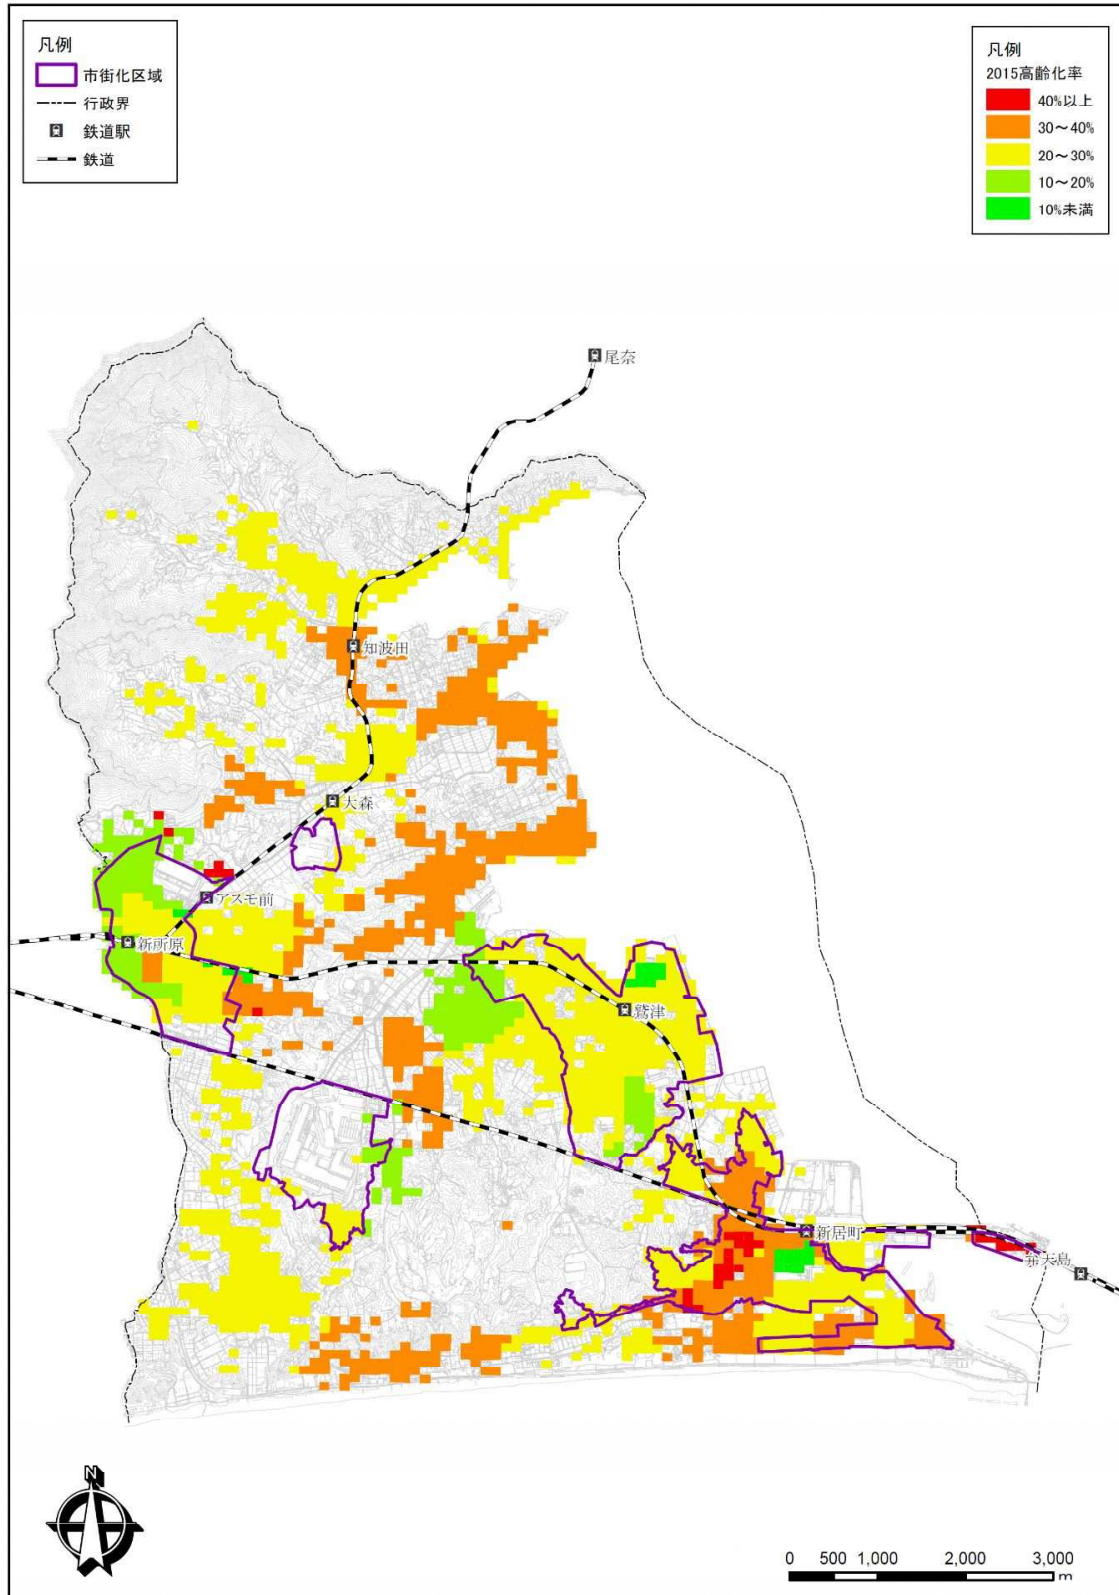 凡例
市街化区域
行政界
鉄道駅
鉄道
凡例
2015高齢化率
40%以上
30～40%
20～30%
10～20%
10%未満
尾奈
知波田
大森
アスモ前
新所原
鷲津
新居町
弁天島
N
0 500 1,000 2,000 3,000
m